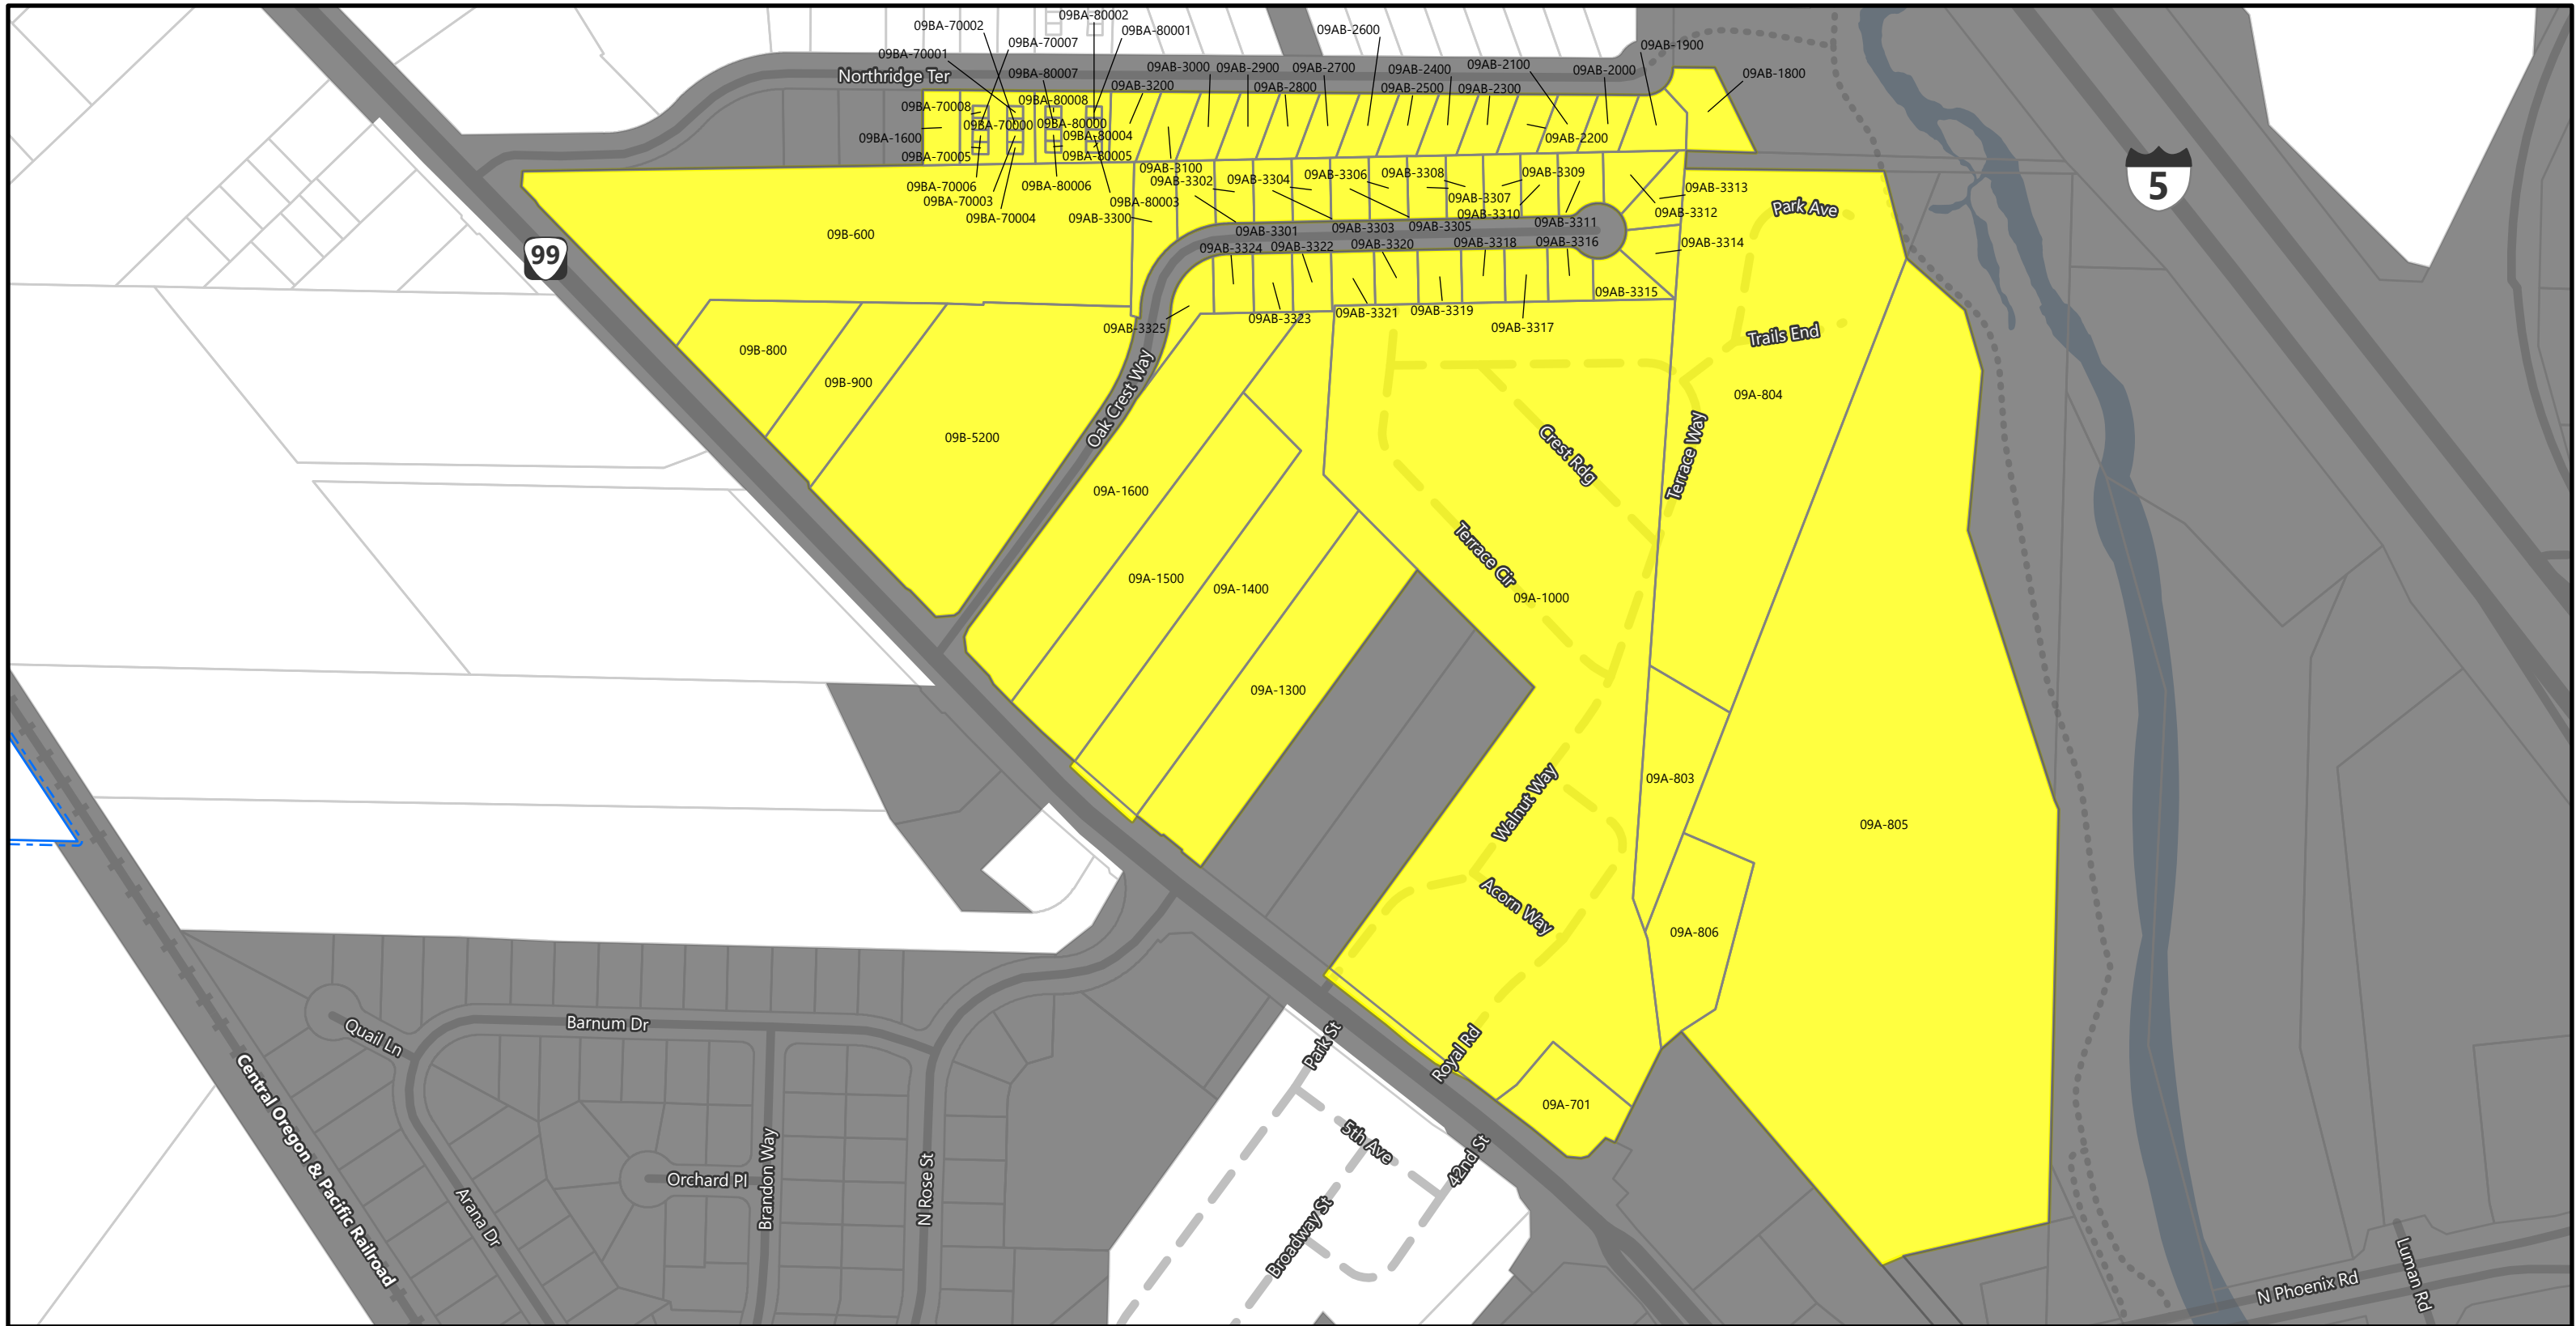 09BA-80002
09BA-70002
09BA-80001
09AB-2600
09BA-70007
09AB-1900
09BA-70001
Northridge Ter
09BA-80007
09AB-3000
09AB-2900
09AB-2700
09AB-2400
09AB-2100
09AB-2000
09AB-1800
09AB-3200
09AB-2800
09AB-2500
09AB-2300
09BA-70008
09BA-80008
09BA-70000
09BA-80000
09BA-1600
09BA-80004
09AB-2200
09BA-70005
09BA-80005
09AB-3100
09BA-70006
09BA-80006
09AB-3302
09AB-3304
09AB-3306
09AB-3308
09AB-3309
09AB-3313
5
09BA-70003
09BA-80003
09AB-3307
09BA-70004
09AB-3300
09AB-3310
09AB-3312
Park Ave
09B-600
09AB-3301
09AB-3303
09AB-3305
09AB-3311
99
09AB-3324
09AB-3322
09AB-3320
09AB-3318
09AB-3316
09AB-3314
09AB-3315
09AB-3325
09AB-3323
09AB-3321
09AB-3319
09AB-3317
Trails End
09B-800
09B-900
09A-804
Oak Crest Way
09B-5200
Crest Rdg
Terrace Way
09A-1600
Terrace Cir
09A-1500
09A-1400
09A-1000
09A-1300
09A-803
Walnut Way
09A-805
Acorn Way
09A-806
Quail Ln
Barnum Dr
Park St
Royal Rd
09A-701
Central Oregon & Pacific Railroad
5th Ave
42nd St
Orchard Pl
Brandon Way
N Rose St
Arana Dr
Broadway St
N Phoenix Rd
Luman Rd